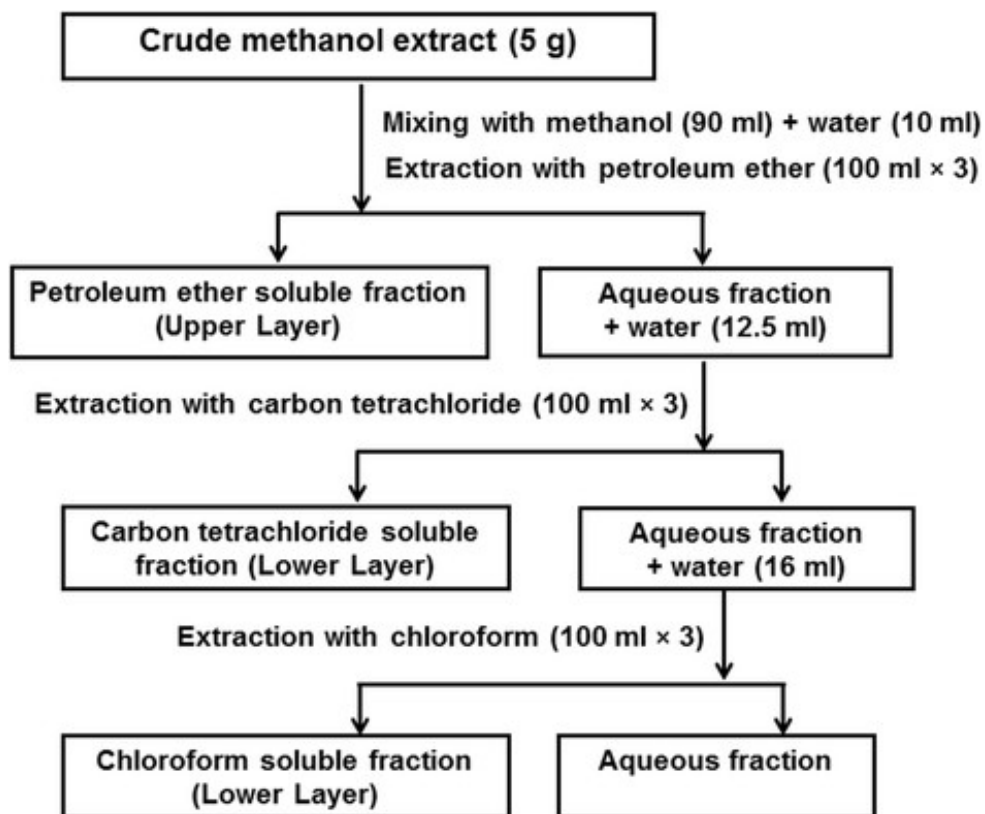 Crude methanol extract (5 g)
Mixing with methanol (90 ml) + water (10 ml)
Extraction with petroleum ether (100 ml × 3)
Petroleum ether soluble fraction
(Upper Layer)
Aqueous fraction
+ water (12.5 ml)
Extraction with carbon tetrachloride (100 ml × 3)
Carbon tetrachloride soluble
fraction (Lower Layer)
Aqueous fraction
+ water (16 ml)
Extraction with chloroform (100 ml × 3)
Chloroform soluble fraction
(Lower Layer)
Aqueous fraction